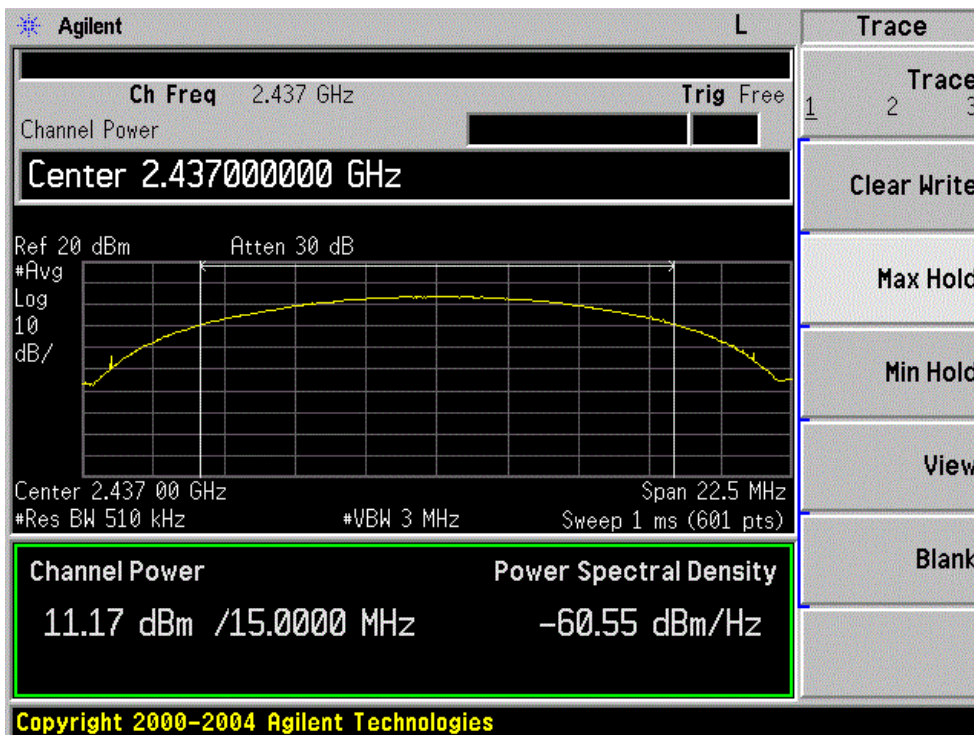 Agilent L
Ch Freq 2.437 GHz Trig Free
Channel Power
Center 2.437000000 GHz
Ref 20 dBm Atten 30 dB
#Avg
Log
10
dB/
Center 2.437 00 GHz Span 22.5 MHz
#Res BW 510 kHz #VBW 3 MHz Sweep 1 ms (601 pts)
Channel Power Power Spectral Density
11.17 dBm /15.0000 MHz -60.55 dBm/Hz
Copyright 2000-2004 Agilent Technologies
Trace
Trace
1 2 3
Clear Write
Max Hold
Min Hold
View
Blank